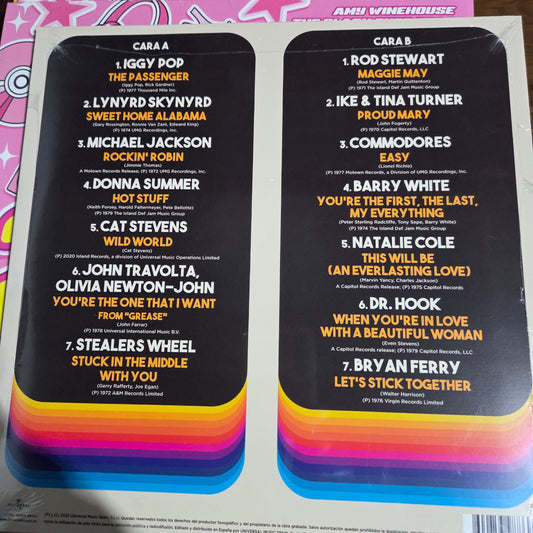 AMY WINEHOUSE
CARA A
1. IGGY POP
THE PASSENGER
(Iggy Pop, Rick Gardner)
(P) 1977 Thousand Mile Inc.
2. LYNYRD SKYNYRD
SWEET HOME ALABAMA
(Gary Rossington, Ronnie Van Zant, Edward King)
(P) 1974 UMG Recordings, Inc.
3. MICHAEL JACKSON
ROCKIN' ROBIN
(Jimmie Thomas)
A Motown Records Release; (P) 1972 UMG Recordings, Inc.
4. DONNA SUMMER
HOT STUFF
(Keith Forsey, Harold Faltermeyer, Pete Bellotte)
(P) 1979 The Island Def Jam Music Group
5. CAT STEVENS
WILD WORLD
(Cat Stevens)
(P) 2020 Island Records, a division of Universal Music Operations Limited
6. JOHN TRAVOLTA,
OLIVIA NEWTON-JOHN
YOU'RE THE ONE THAT I WANT
FROM "GREASE"
(John Farrar)
(P) 1978 Universal International Music B.V.
7. STEALERS WHEEL
STUCK IN THE MIDDLE
WITH YOU
(Gerry Rafferty, Joe Egan)
(P) 1972 A&M Records Limited
CARA B
1. ROD STEWART
MAGGIE MAY
(Rod Stewart, Martin Quittenton)
(P) 1971 The Island Def Jam Music Group
2. IKE & TINA TURNER
PROUD MARY
(John Fogerty)
(P) 1970 Capitol Records, LLC
3. COMMODORES
EASY
(Lionel Richie)
(P) 1977 Motown Records, a Division of UMG Recordings, Inc.
4. BARRY WHITE
YOU'RE THE FIRST, THE LAST,
MY EVERYTHING
(Peter Sterling Radcliffe, Tony Sepe, Barry White)
(P) 1974 The Island Def Jam Music Group
5. NATALIE COLE
THIS WILL BE
(AN EVERLASTING LOVE)
(Marvin Yancy, Charles Jackson)
A Capitol Records Release; (P) 1975 Capitol Records
6. DR. HOOK
WHEN YOU'RE IN LOVE
WITH A BEAUTIFUL WOMAN
(Even Stevens)
A Capitol Records release; (P) 1979 Capitol Records, LLC
7. BRYAN FERRY
LET'S STICK TOGETHER
(Walter Harrison)
(P) 1976 Virgin Records Limited